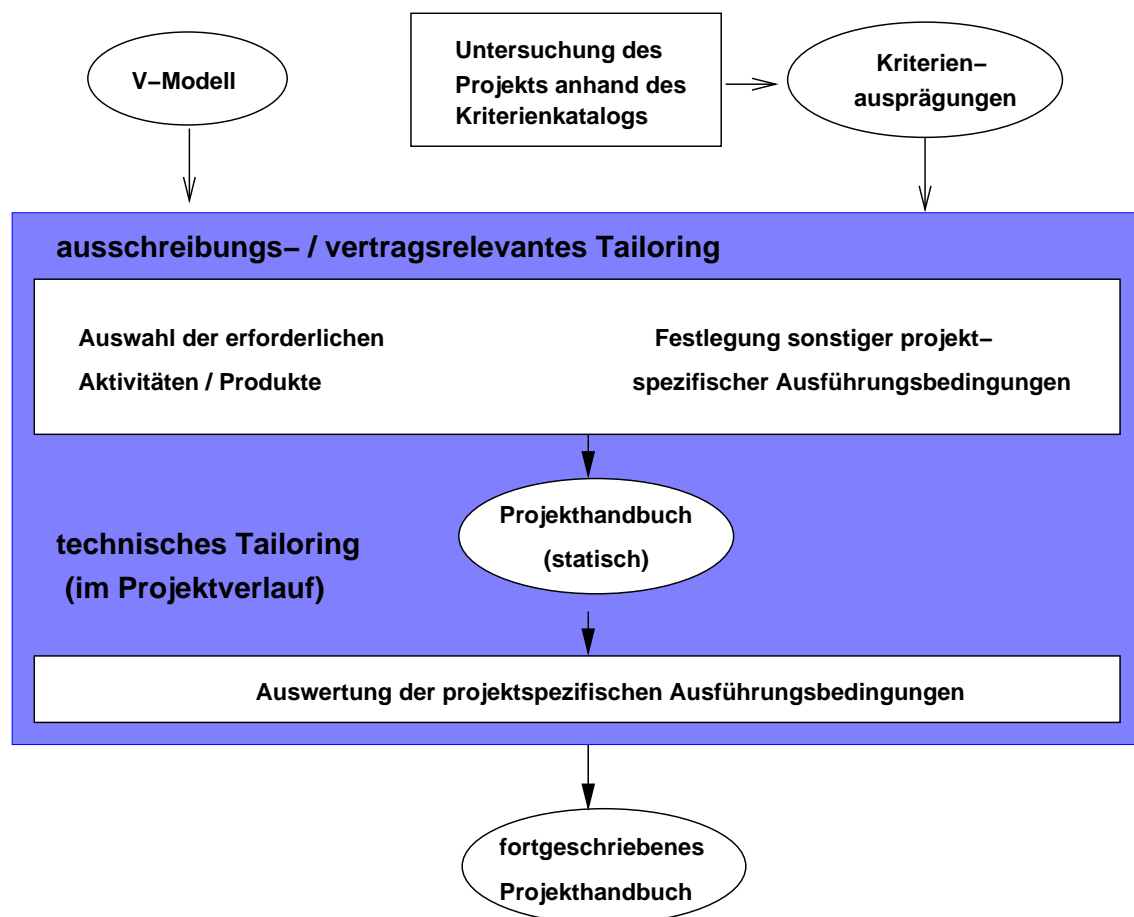 V−Modell
Untersuchung des
Projekts anhand des
Kriterienkatalogs
Kriterien−
ausprägungen
ausschreibungs− / vertragsrelevantes Tailoring
Auswahl der erforderlichen
Aktivitäten / Produkte
Festlegung sonstiger projekt−
spezifischer Ausführungsbedingungen
Projekthandbuch
(statisch)
technisches Tailoring
(im Projektverlauf)
Auswertung der projektspezifischen Ausführungsbedingungen
fortgeschriebenes
Projekthandbuch